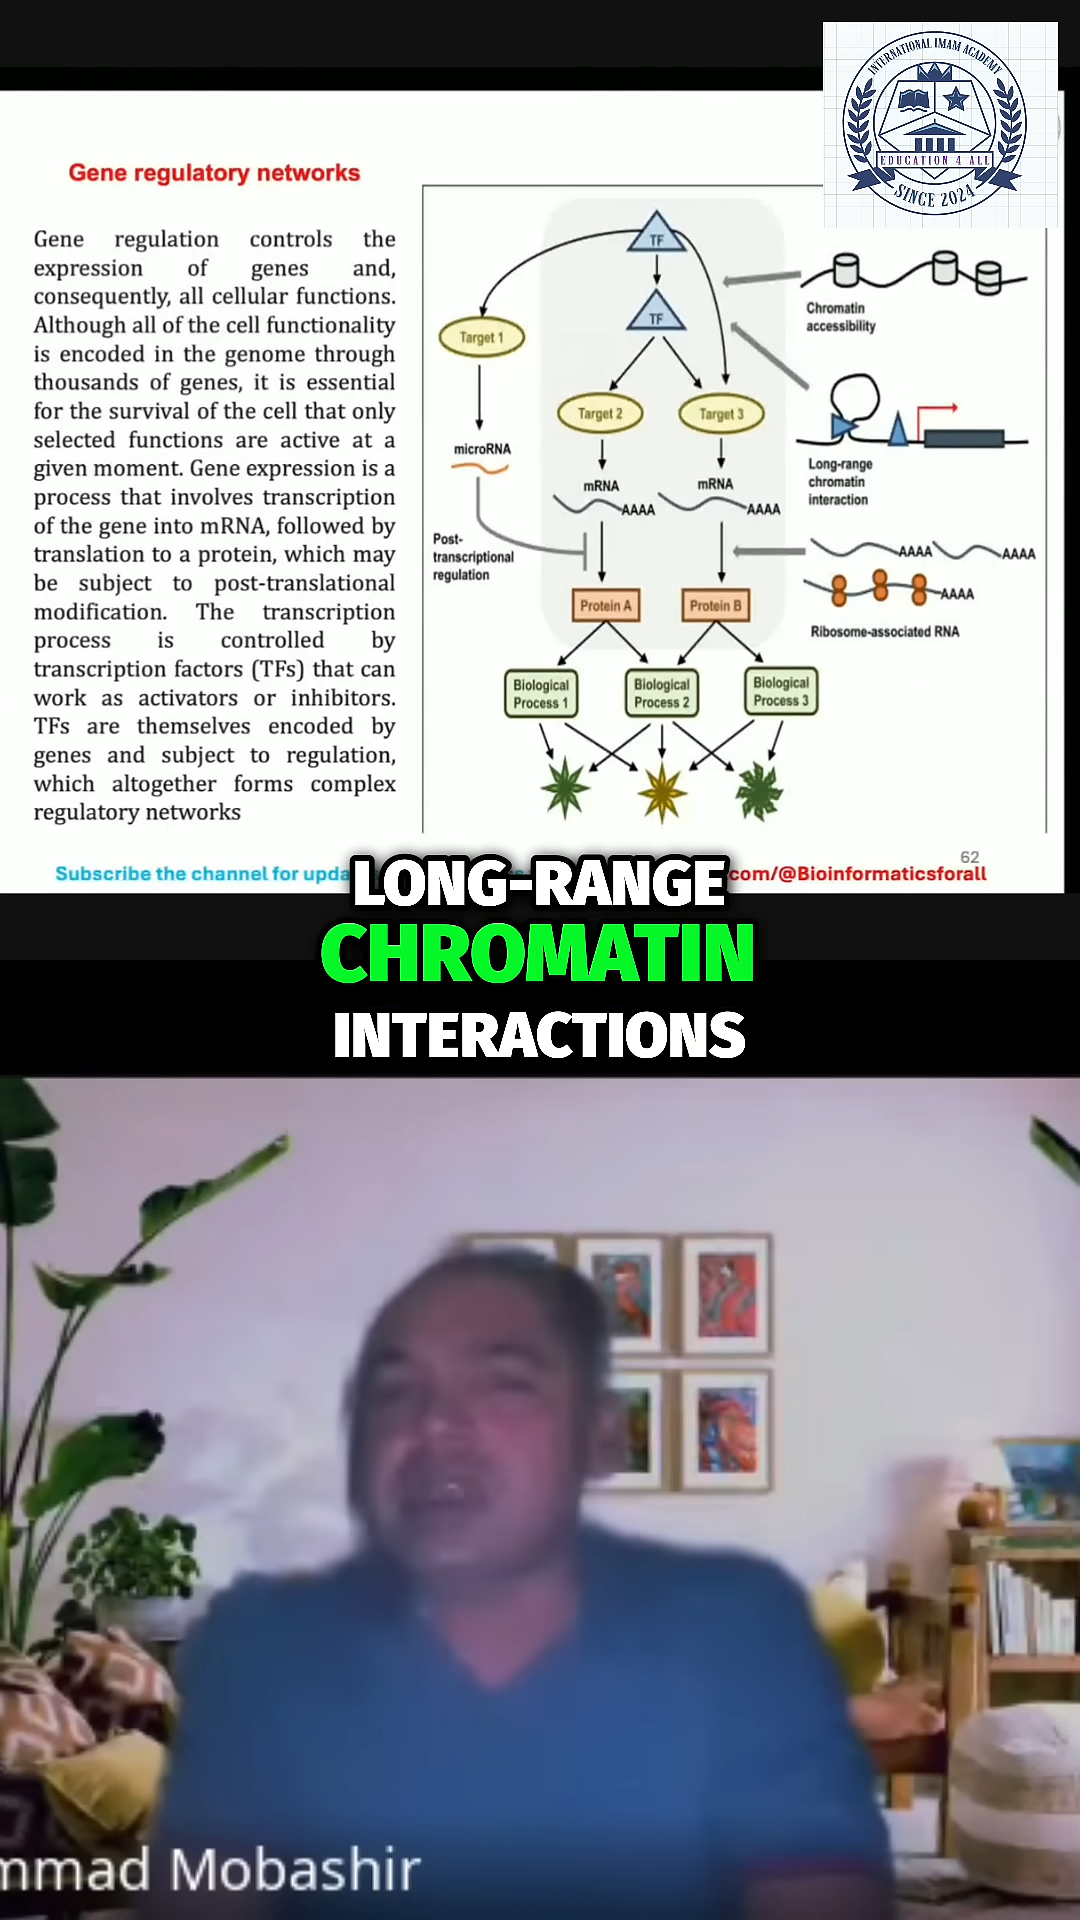 INTERNATIONAL IMAM ACADEMY
EDUCATION 4 ALL
SINCE 2024
Gene regulatory networks
Gene regulation controls the
expression of genes and,
consequently, all cellular functions.
Although all of the cell functionality
is encoded in the genome through
thousands of genes, it is essential
for the survival of the cell that only
selected functions are active at a
given moment. Gene expression is a
process that involves transcription
of the gene into mRNA, followed by
translation to a protein, which may
be subject to post-translational
modification. The transcription
process is controlled by
transcription factors (TFs) that can
work as activators or inhibitors.
TFs are themselves encoded by
genes and subject to regulation,
which altogether forms complex
regulatory networks
TF
TF
Target 1
Target 2
Target 3
microRNA
mRNA
AAAA
mRNA
AAAA
Post-
transcriptional
regulation
Protein A
Protein B
Biological
Process 1
Biological
Process 2
Biological
Process 3
Chromatin
accessibility
Long-range
chromatin
interaction
AAAA
AAAA
AAAA
Ribosome-associated RNA
62
Subscribe the channel for upda
com/@Bioinformaticsforall
LONG-RANGE
CHROMATIN
INTERACTIONS
mmad Mobashir